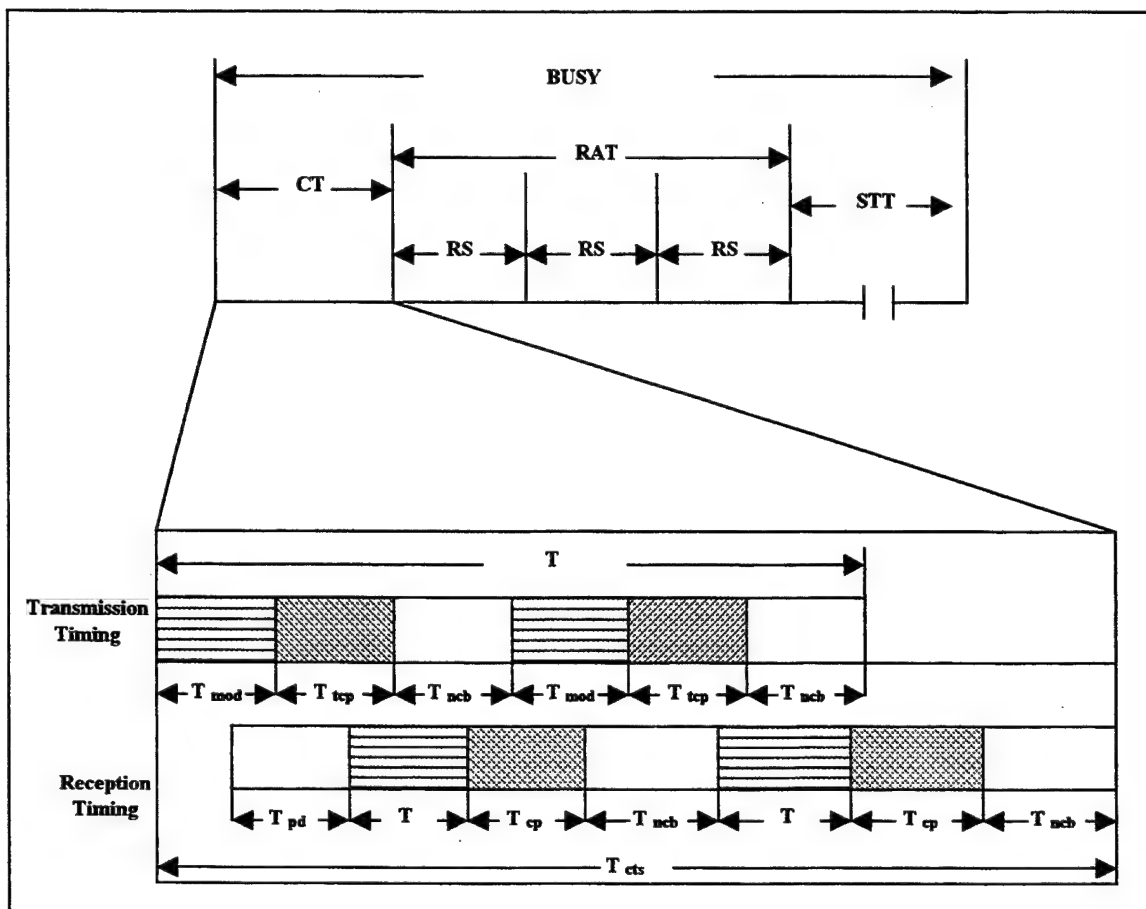 BUSY
RAT
CT
STT
RS RS RS
T
Transmission
Timing
T mod T tcp T ncb T mod T tcp T ncb
Reception
Timing
T pd T T cp T ncb T T cp T ncb
T cts